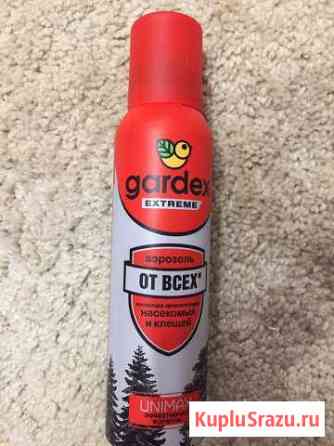 gardex
EXTREME
аэрозоль
ОТ ВСЕХ*
насекомых
и клещей
UNIMAX
KupluSrazu.ru